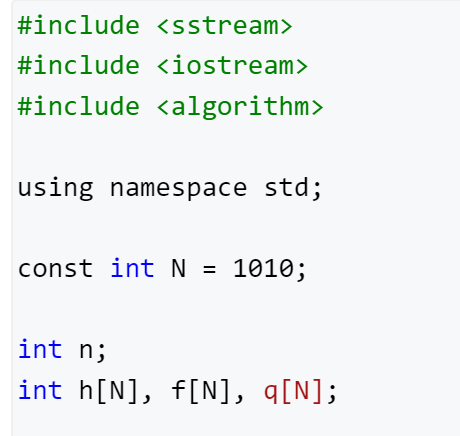 #include <sstream>
#include <iostream>
#include <algorithm>
using namespace std;
const int N = 1010;
int n;
int h[N], f[N], q[N];